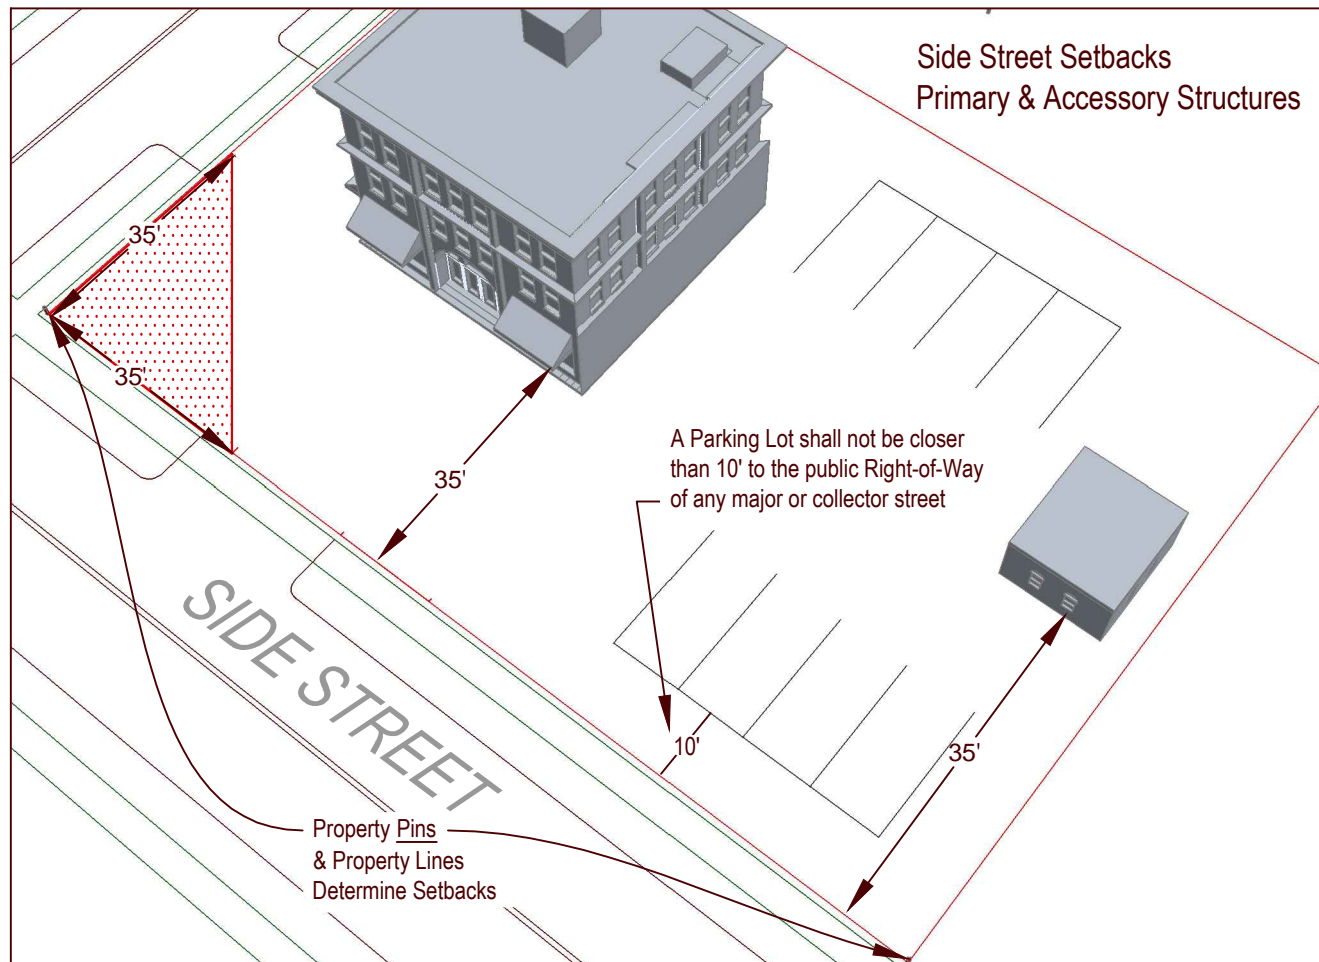 Side Street Setbacks
Primary & Accessory Structures
35'
35'
35'
A Parking Lot shall not be closer
than 10' to the public Right-of-Way
of any major or collector street
SIDE STREET
10'
35'
Property Pins
& Property Lines
Determine Setbacks